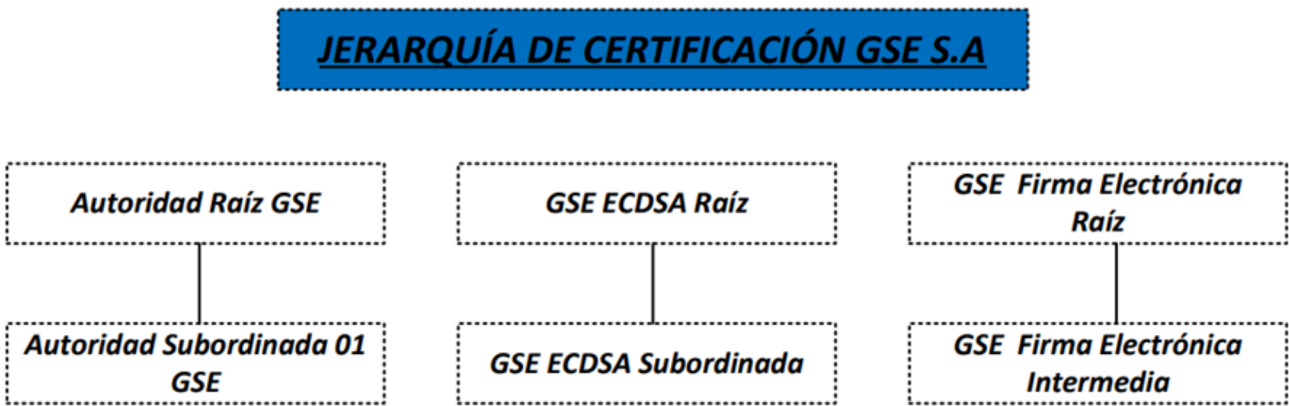 JERARQUÍA DE CERTIFICACIÓN GSE S.A
Autoridad Raíz GSE
GSE ECDSA Raíz
GSE Firma Electrónica
Raíz
Autoridad Subordinada 01
GSE
GSE ECDSA Subordinada
GSE Firma Electrónica
Intermedia